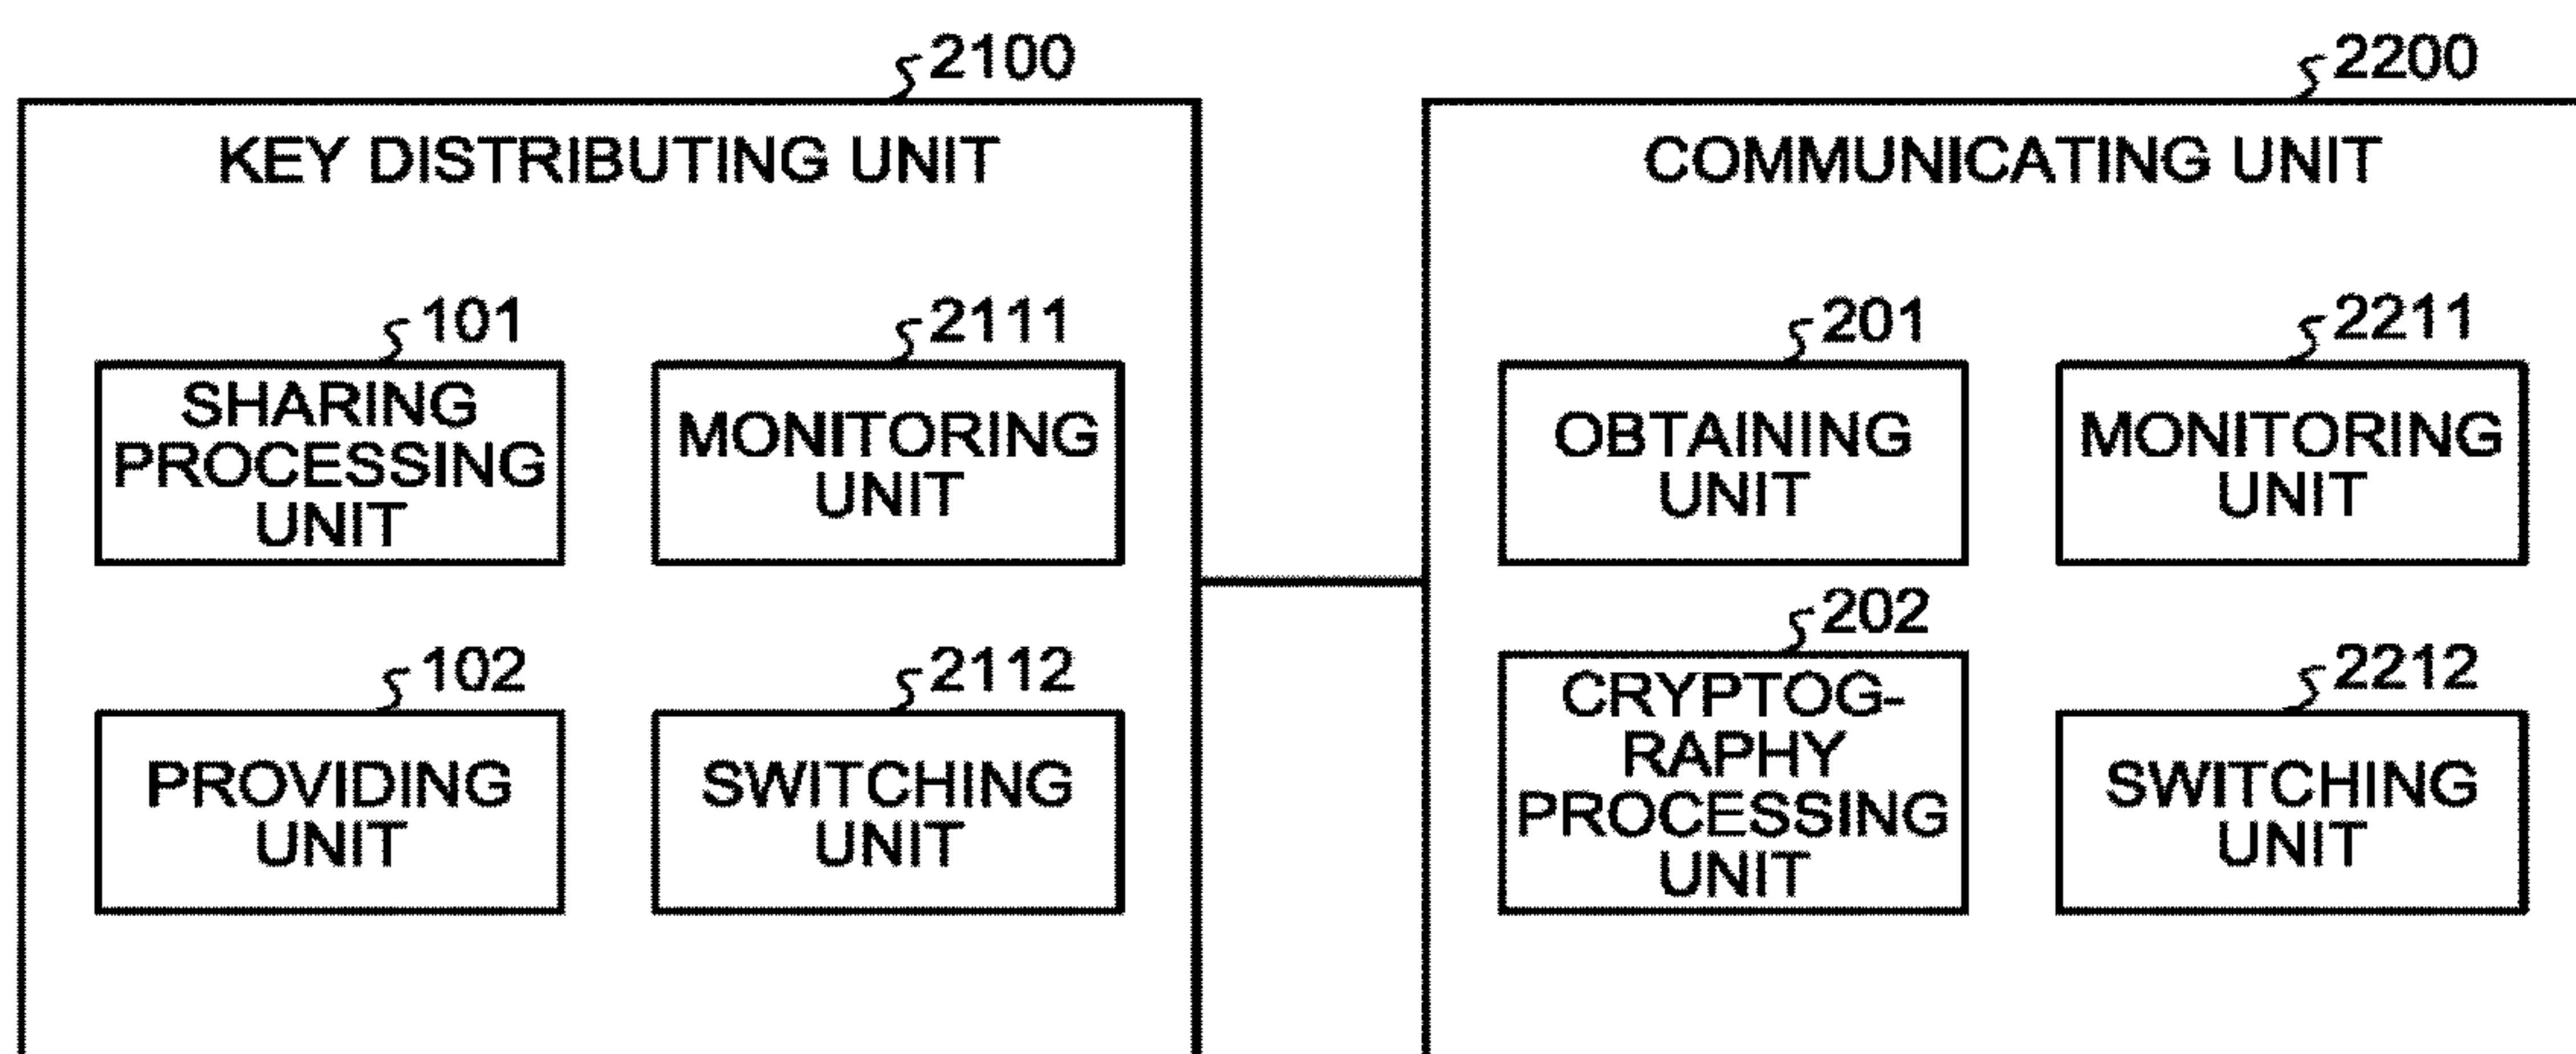 2100
KEY DISTRIBUTING UNIT
101
SHARING
PROCESSING
UNIT
2111
MONITORING
UNIT
102
PROVIDING
UNIT
2112
SWITCHING
UNIT
2200
COMMUNICATING UNIT
201
OBTAINING
UNIT
2211
MONITORING
UNIT
202
CRYPTOG-
RAPHY
PROCESSING
UNIT
2212
SWITCHING
UNIT